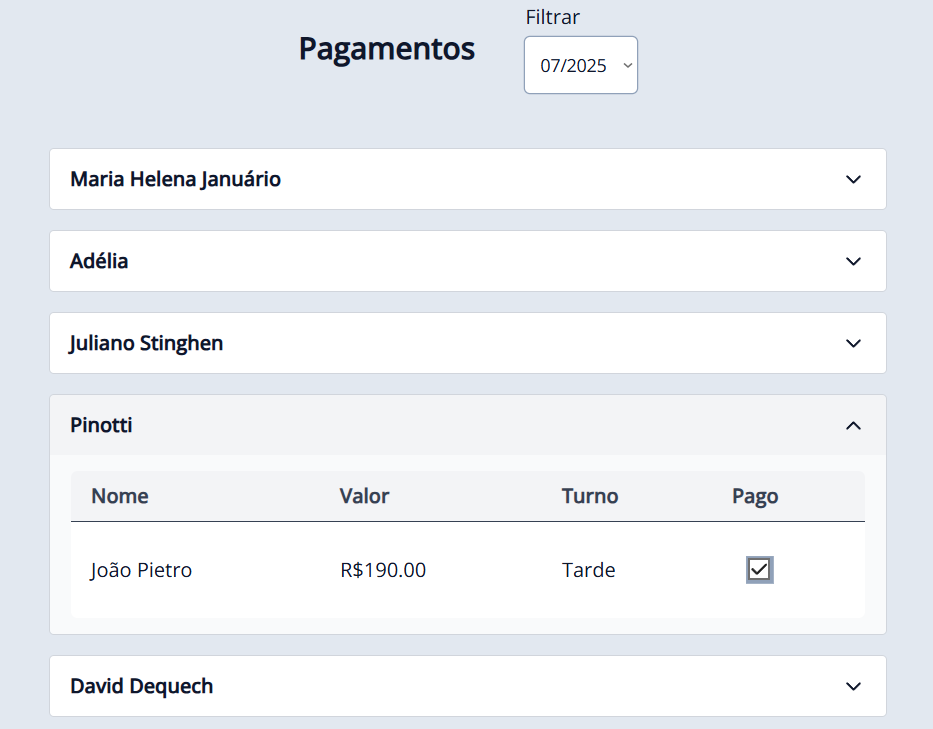 Filtrar
Pagamentos
07/2025
Maria Helena Januário
Adélia
Juliano Stinghen
Pinotti
Nome Valor Turno Pago
João Pietro R$190.00 Tarde
David Dequech